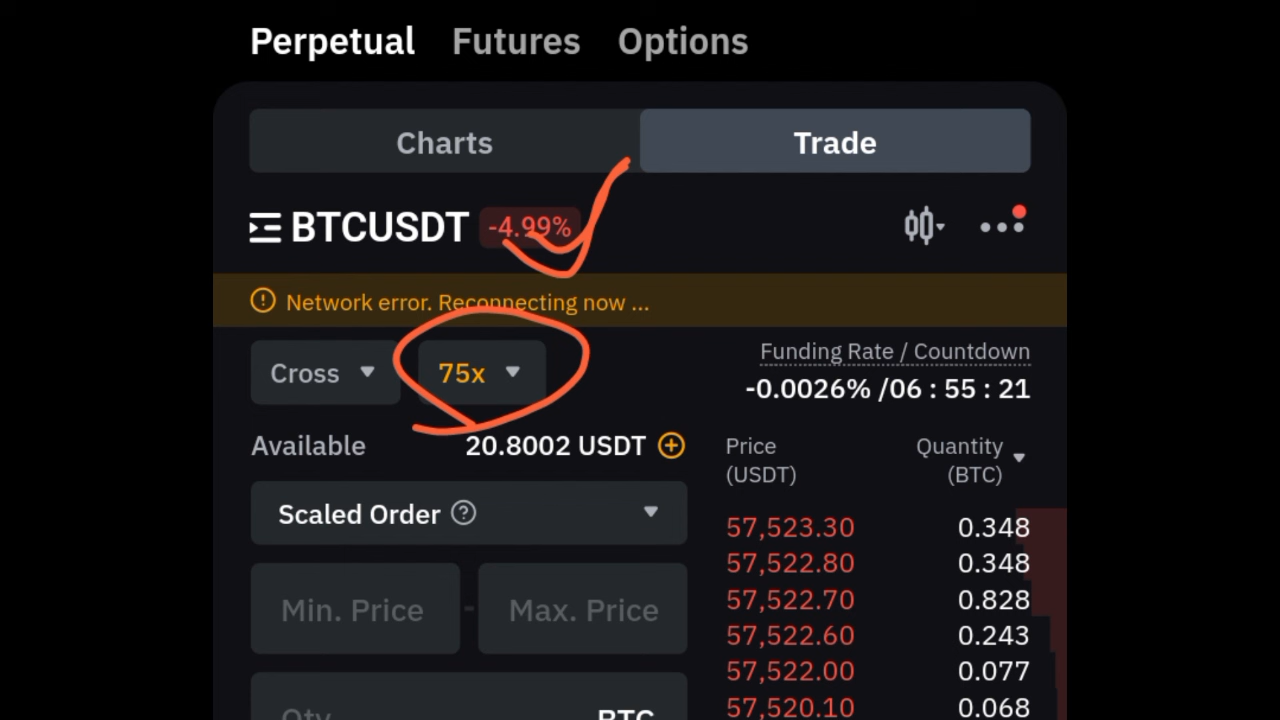 Perpetual Futures Options
Charts Trade
BTCUSDT -4.99%
Network error. Reconnecting now ...
Cross 75x
Funding Rate / Countdown
-0.0026% /06 : 55 : 21
Available 20.8002 USDT
Price (USDT)
Quantity (BTC)
Scaled Order
Min. Price - Max. Price
Qty BTC
57,523.30 0.348
57,522.80 0.348
57,522.70 0.828
57,522.60 0.243
57,522.00 0.077
57,520.10 0.068